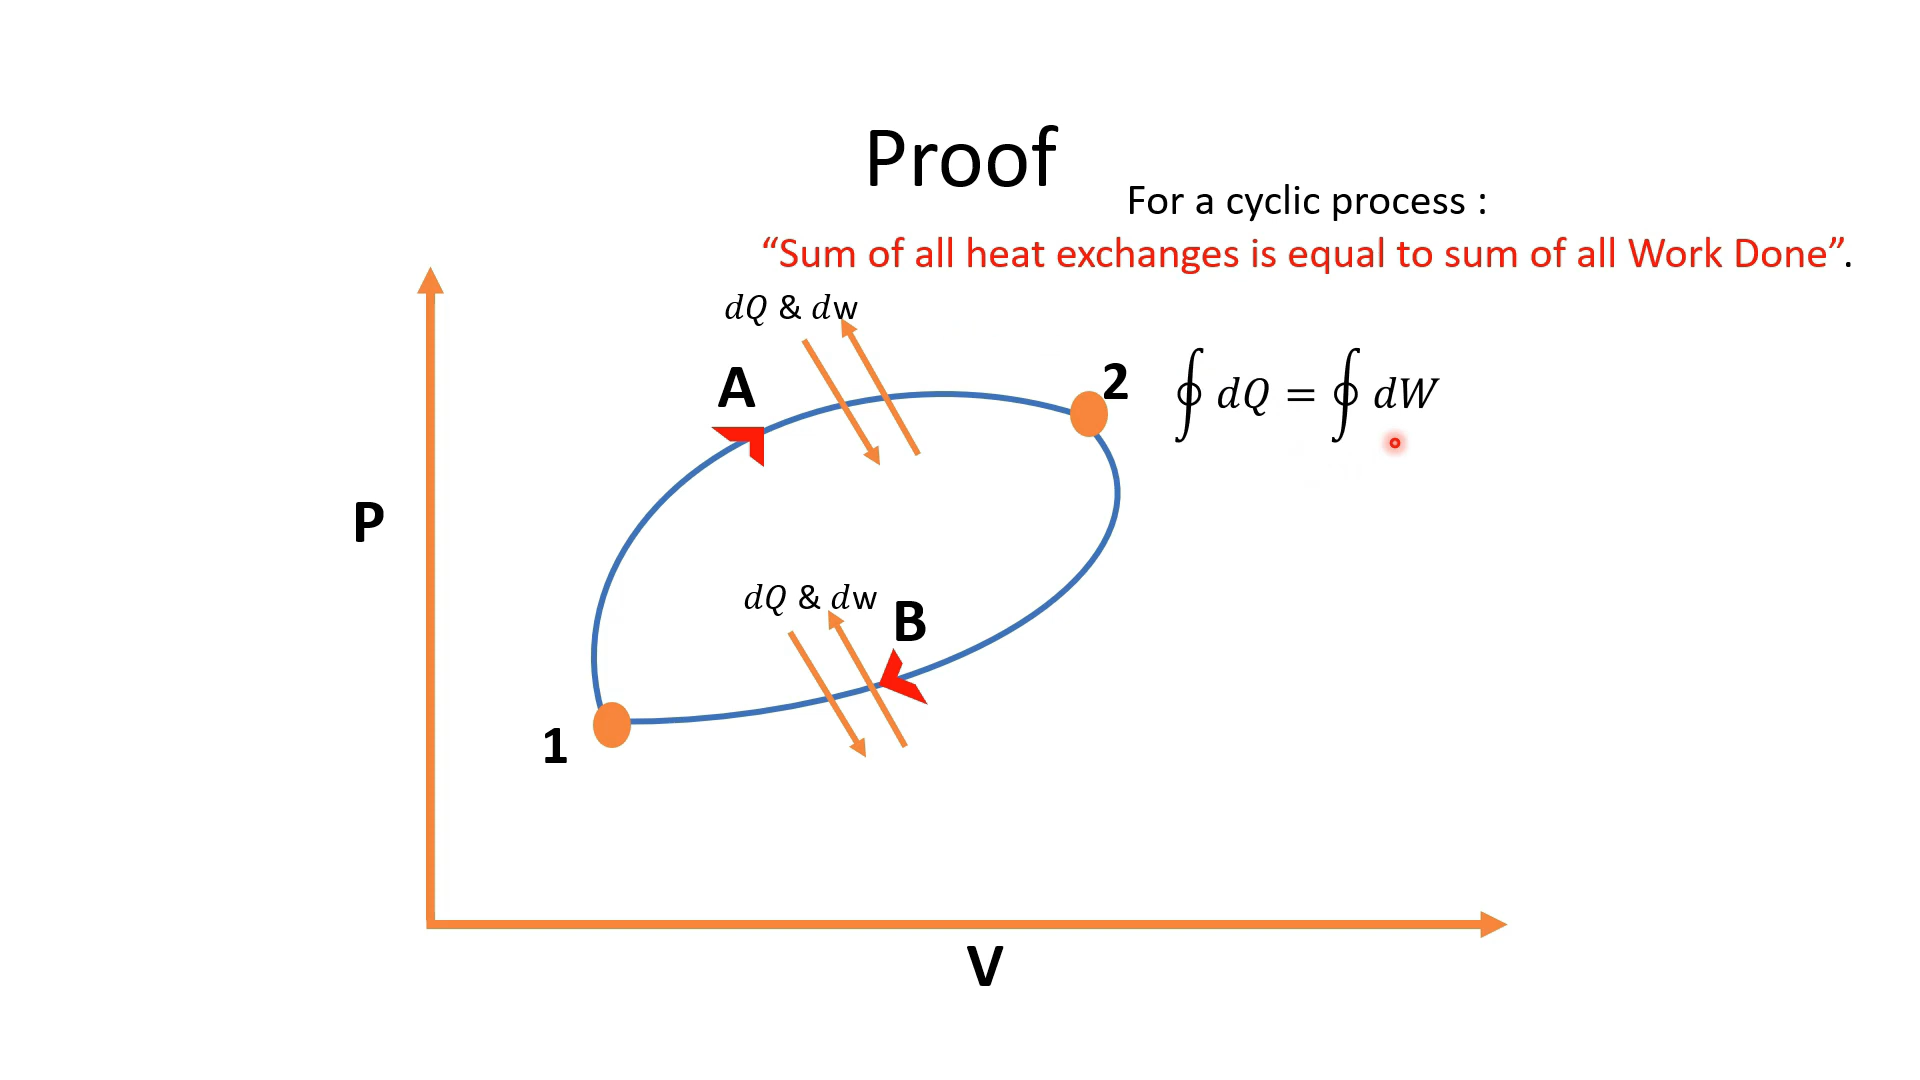 Proof
For a cyclic process :
“Sum of all heat exchanges is equal to sum of all Work Done”.
dQ & dw
A
2
∮ dQ = ∮ dW
P
dQ & dw
B
1
V